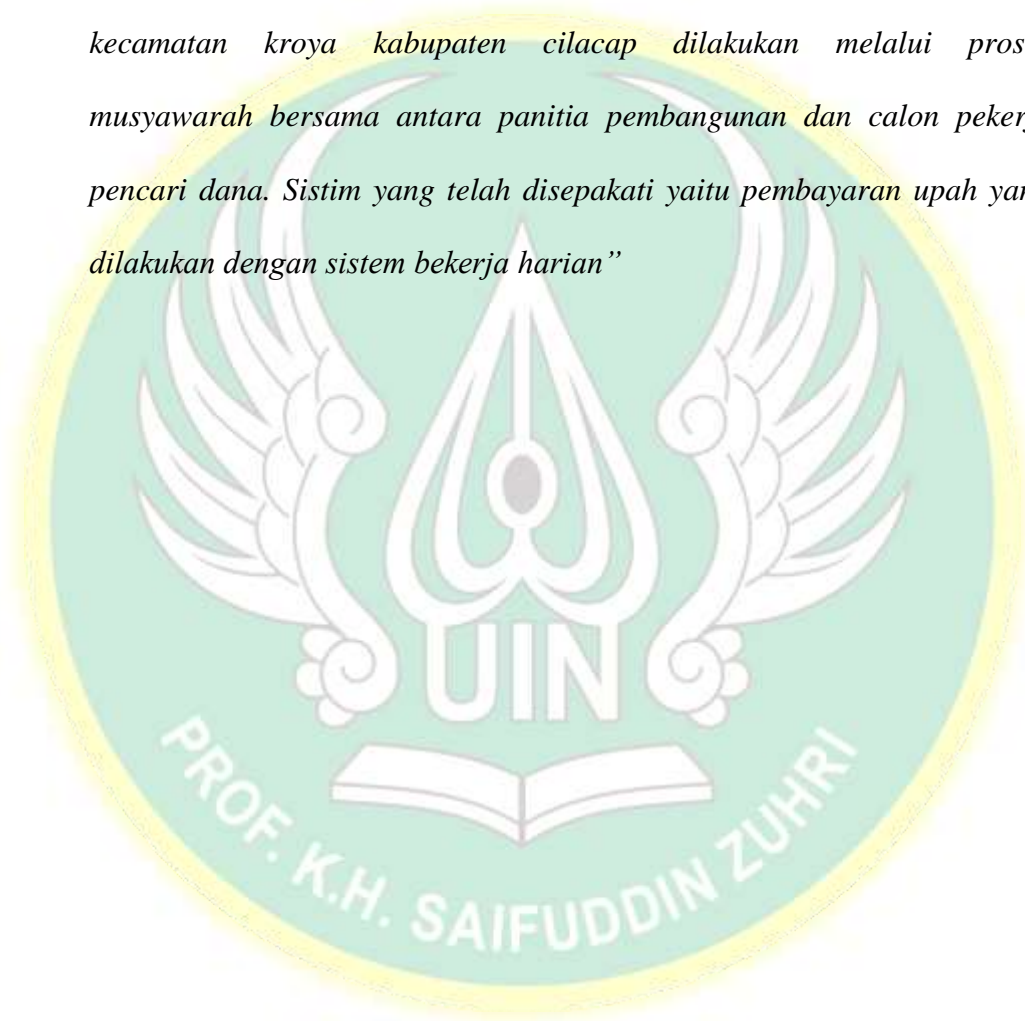 kecamatan kroya kabupaten cilacap dilakukan melalui pros
musyawarah bersama antara panitia pembangunan dan calon peker
pencari dana. Sistim yang telah disepakati yaitu pembayaran upah yan
dilakukan dengan sistem bekerja harian”
UIN
PROF. K.H. SAIFUDDIN ZUHRI